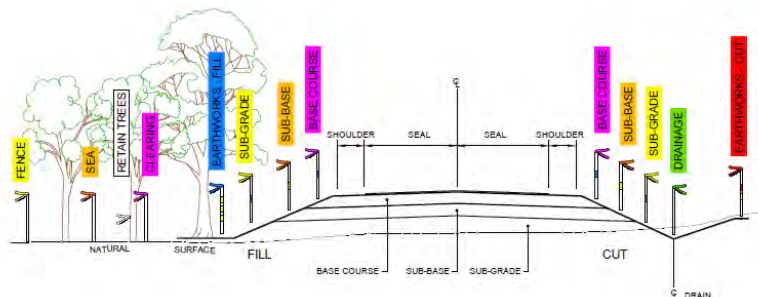 FENCE
SEA
RETAIN TREES
CLEARING
EARTHWORKS - FILL
SUB-GRADE
SUB-BASE
BASE COURSE
℄
SHOULDER
SEAL
SEAL
SHOULDER
BASE COURSE
SUB-BASE
SUB-GRADE
DRAINAGE
EARTHWORKS - CUT
NATURAL
SURFACE
FILL
CUT
BASE COURSE
SUB-BASE
SUB-GRADE
℄ DRAIN